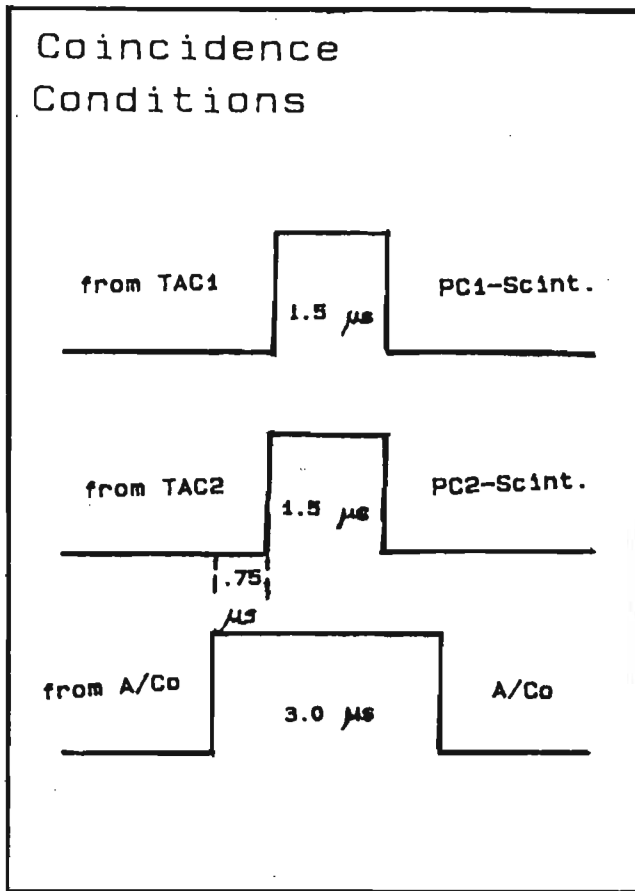 Coincidence
Conditions
from TAC1
1.5 µs
PC1-Scint.
from TAC2
1.5 µs
PC2-Scint.
.75
µs
from A/Co
3.0 µs
A/Co